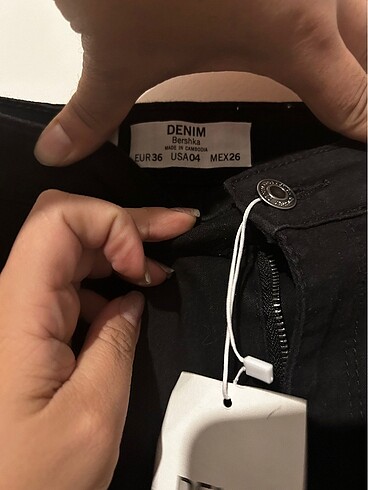 DENIM
Bershka
MADE IN CAMBODIA
EUR36 USA04 MEX26